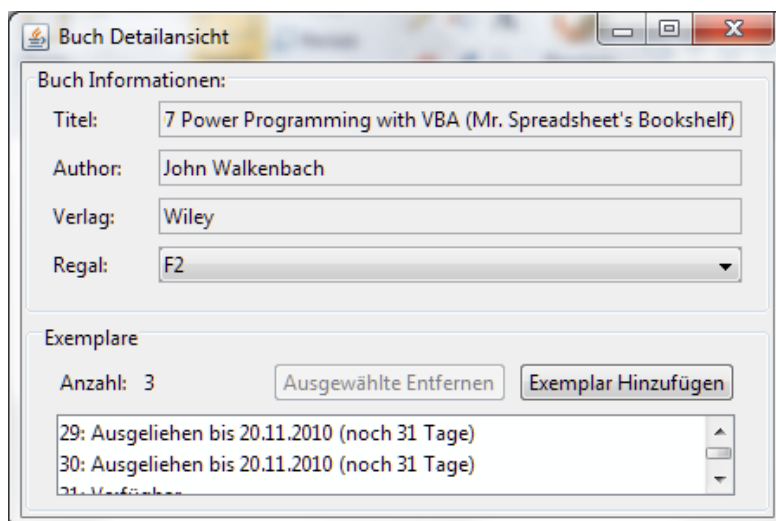 Buch Detailansicht
Buch Informationen:
Titel: 7 Power Programming with VBA (Mr. Spreadsheet's Bookshelf)
Author: John Walkenbach
Verlag: Wiley
Regal: F2
Exemplare
Anzahl: 3 Ausgewählte Entfernen Exemplar Hinzufügen
29: Ausgeliehen bis 20.11.2010 (noch 31 Tage)
30: Ausgeliehen bis 20.11.2010 (noch 31 Tage)